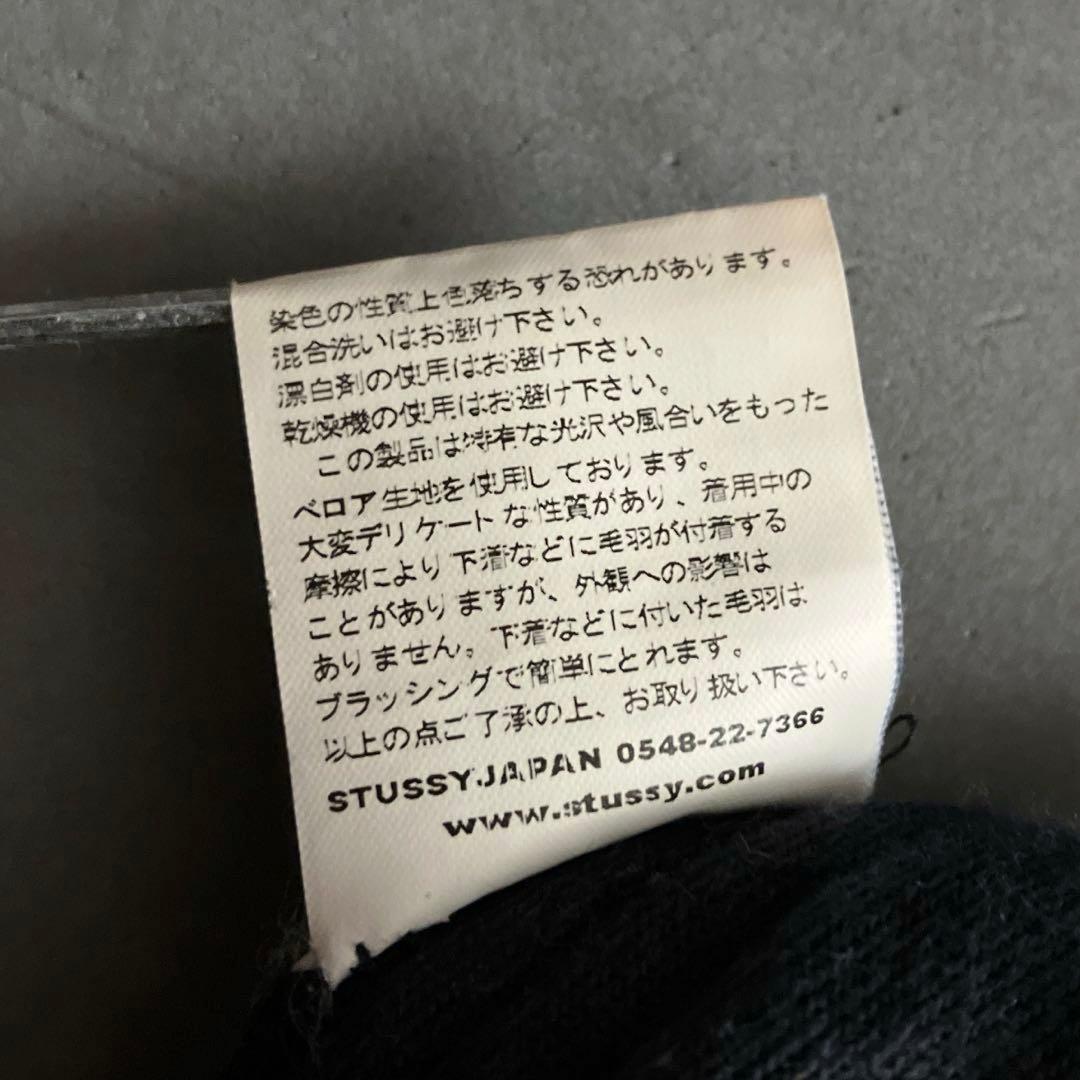 染色の性質上色落ちする恐れがあります。
混合洗いはお避け下さい。
漂白剤の使用はお避け下さい。
乾燥機の使用はお避け下さい。
この製品は特有な光沢や風合いをもった
ベロア生地を使用しております。
大変デリケートな性質があり、着用中の
摩擦により下着などに毛羽が付着する
ことがありますが、外観への影響は
ありません。下着などに付いた毛羽は
ブラッシングで簡単にとれます。
以上の点ご了承の上、お取り扱い下さい。
STUSSY JAPAN 0548-22-7366
www.stussy.com